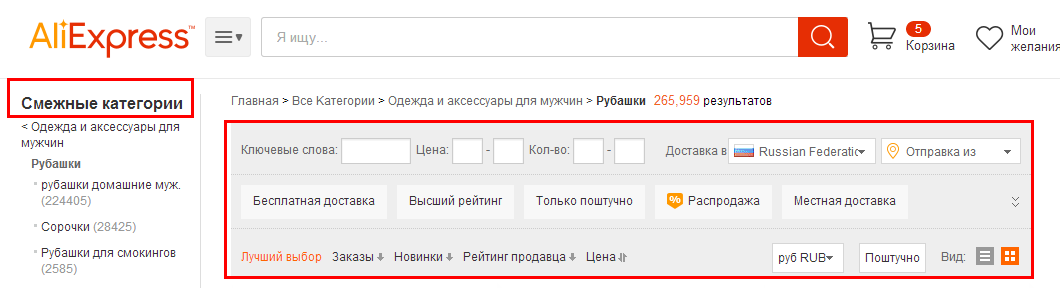 AliExpress™
Я ищу...
5
Корзина
Мои
желания
Смежные категории
< Одежда и аксессуары для
мужчин
Рубашки
рубашки домашние муж.
(224405)
Сорочки (28425)
Рубашки для смокингов
(2585)
Главная > Все Категории > Одежда и аксессуары для мужчин > Рубашки 265,959 результатов
Ключевые слова: Цена: - Кол-во: - Доставка в Russian Federatic Отправка из
Бесплатная доставка Высший рейтинг Только поштучно % Распродажа Местная доставка
Лучший выбор Заказы Новинки Рейтинг продавца Цена руб RUB Поштучно Вид: